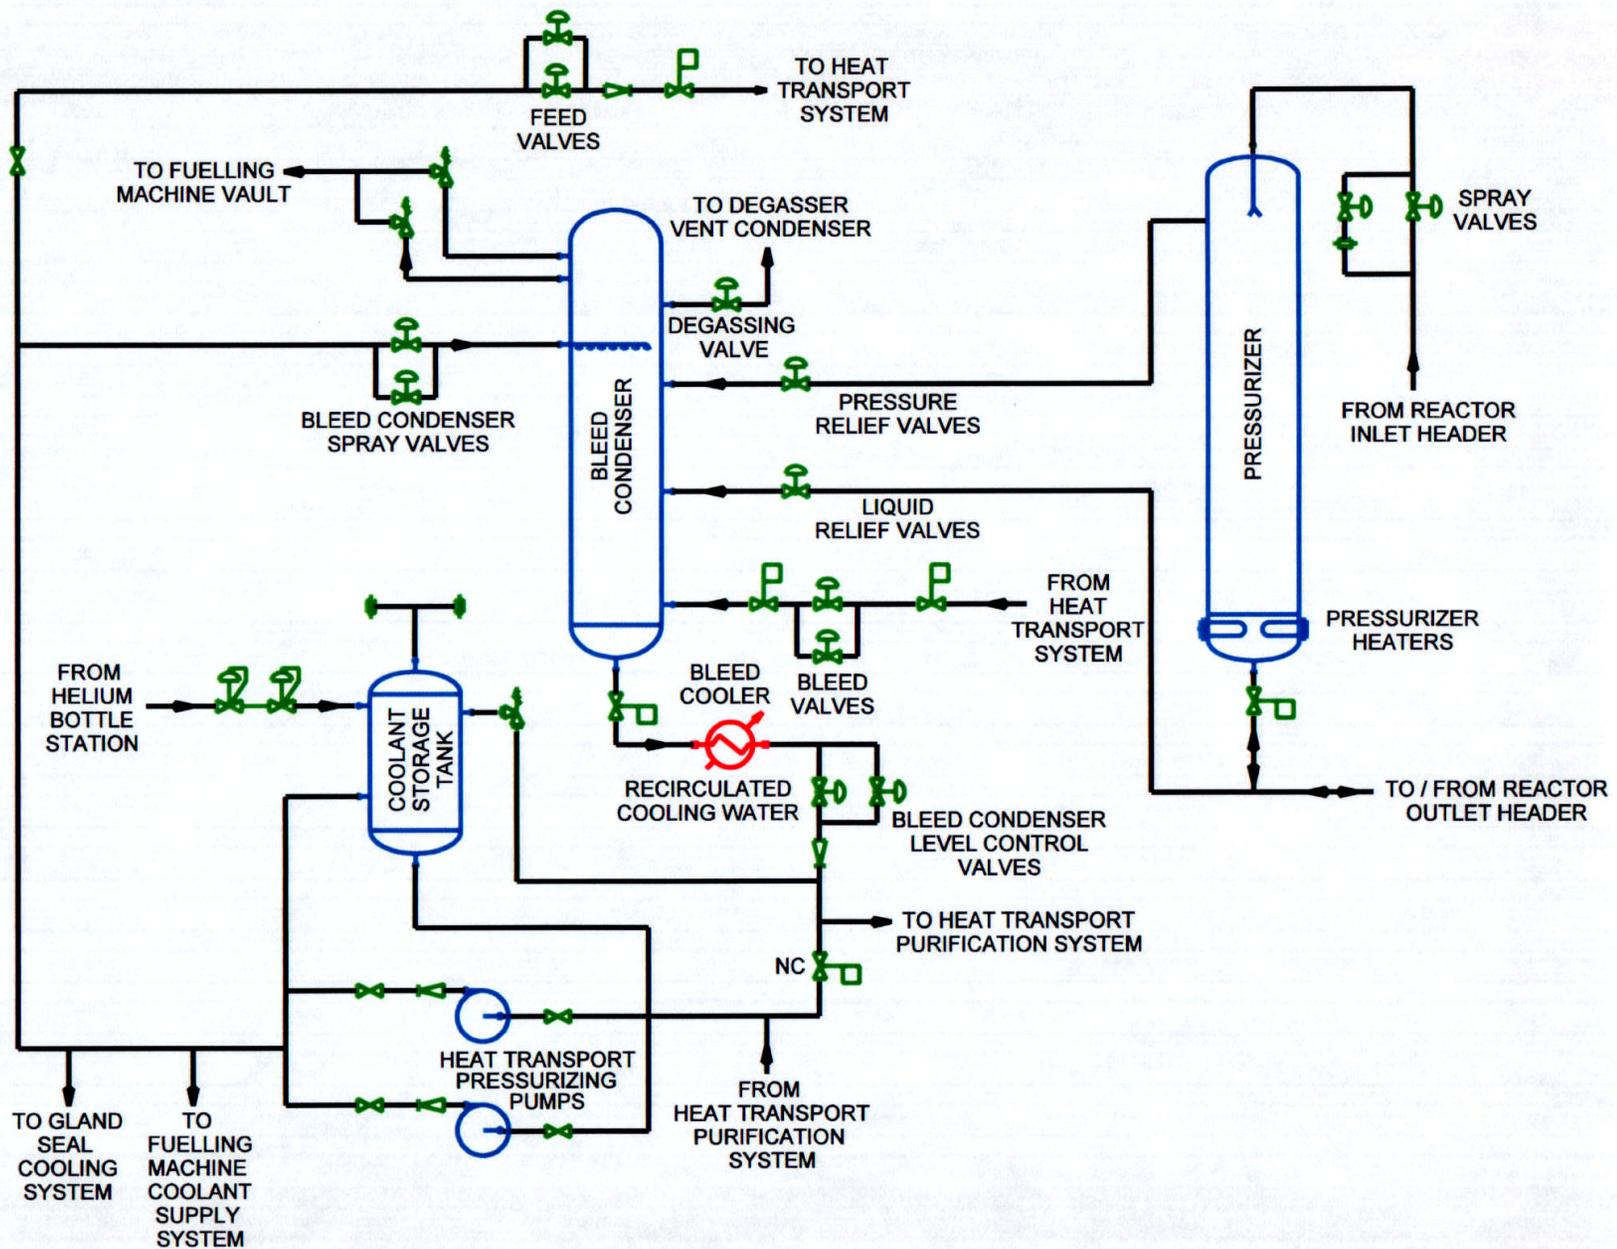 TO HEAT
TRANSPORT
SYSTEM
FEED
VALVES
TO FUELLING
MACHINE VAULT
TO DEGASSER
VENT CONDENSER
SPRAY
VALVES
DEGASSING
VALVE
BLEED CONDENSER
SPRAY VALVES
BLEED
CONDENSER
PRESSURE
RELIEF VALVES
PRESSURIZER
FROM REACTOR
INLET HEADER
LIQUID
RELIEF VALVES
FROM
HEAT
TRANSPORT
SYSTEM
PRESSURIZER
HEATERS
FROM
HELIUM
BOTTLE
STATION
COOLANT
STORAGE
TANK
BLEED
COOLER
BLEED
VALVES
RECIRCULATED
COOLING WATER
BLEED CONDENSER
LEVEL CONTROL
VALVES
TO / FROM REACTOR
OUTLET HEADER
TO HEAT TRANSPORT
PURIFICATION SYSTEM
NC
HEAT TRANSPORT
PRESSURIZING
PUMPS
FROM
HEAT TRANSPORT
PURIFICATION
SYSTEM
TO GLAND
SEAL
COOLING
SYSTEM
TO
FUELLING
MACHINE
COOLANT
SUPPLY
SYSTEM